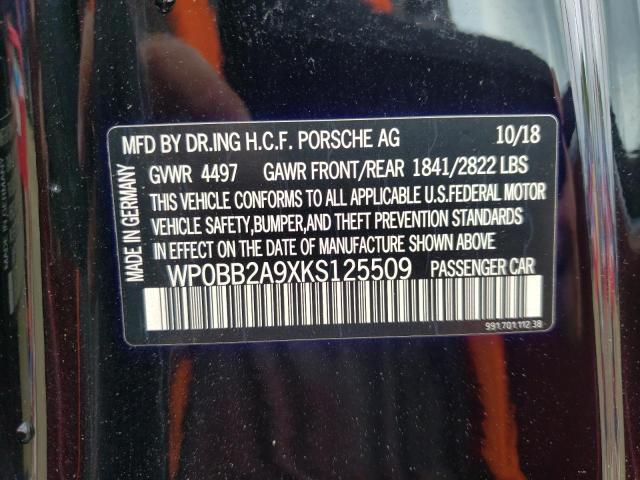 MFD BY DR.ING H.C.F. PORSCHE AG 10/18
GVWR 4497 GAWR FRONT/REAR 1841/2822 LBS
THIS VEHICLE CONFORMS TO ALL APPLICABLE U.S.FEDERAL MOTOR
VEHICLE SAFETY,BUMPER,AND THEFT PREVENTION STANDARDS
IN EFFECT ON THE DATE OF MANUFACTURE SHOWN ABOVE
WP0BB2A9XKS125509 PASSENGER CAR
991.701.112.38
MADE IN GERMANY